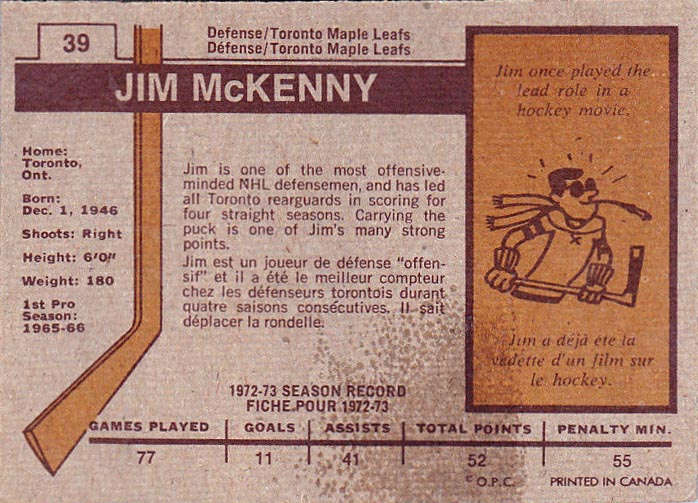 39
Defense/Toronto Maple Leafs
Défense/Toronto Maple Leafs
JIM McKENNY
Home:
Toronto,
Ont.
Born:
Dec. 1, 1946
Shoots: Right
Height: 6'0"
Weight: 180
1st Pro
Season:
1965-66
Jim is one of the most offensive-
minded NHL defensemen, and has led
all Toronto rearguards in scoring for
four straight seasons. Carrying the
puck is one of Jim's many strong
points.
Jim est un joueur de défense "offen-
sif" et il a été le meilleur compteur
chez les défenseurs torontois durant
quatre saisons consécutives. Il sait
déplacer la rondelle.
Jim once played the
lead role in a
hockey movie.
Jim a déjà éte la
vedette d'un film sur
le hockey.
1972-73 SEASON RECORD
FICHE POUR 1972-73
GAMES PLAYED GOALS ASSISTS TOTAL POINTS PENALTY MIN.
77 11 41 52 55
© O.P.C. PRINTED IN CANADA